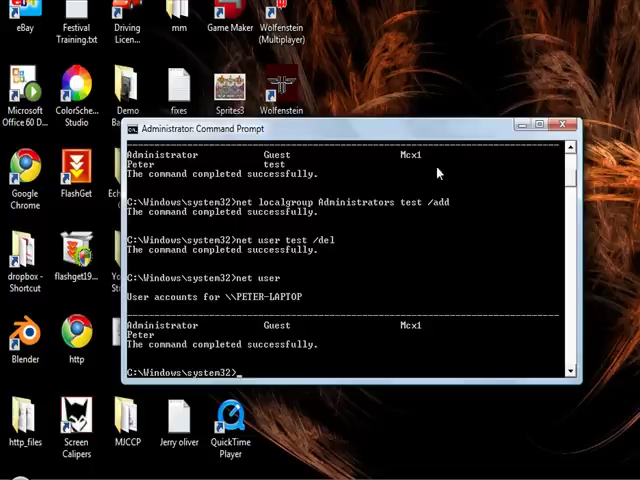 eBay
Festival
Training.txt
Driving
Licen...
mm
Game Maker
Wolfenstein
(Multiplayer)
Microsoft
Office 60 D...
ColorSche...
Studio
Demo
fixes
Sprites3
Wolfenstein
Administrator: Command Prompt
Administrator Guest Mcx1
Peter test
The command completed successfully.
C:\Windows\system32>net localgroup Administrators test /add
The command completed successfully.
C:\Windows\system32>net user test /del
The command completed successfully.
C:\Windows\system32>net user
User accounts for \\PETER-LAPTOP
Administrator Guest Mcx1
Peter
The command completed successfully.
C:\Windows\system32>_
Google
Chrome
FlashGet
dropbox -
Shortcut
flashget19...
Blender
http
http_files
Screen
Calipers
MJCCP
Jerry oliver
QuickTime
Player